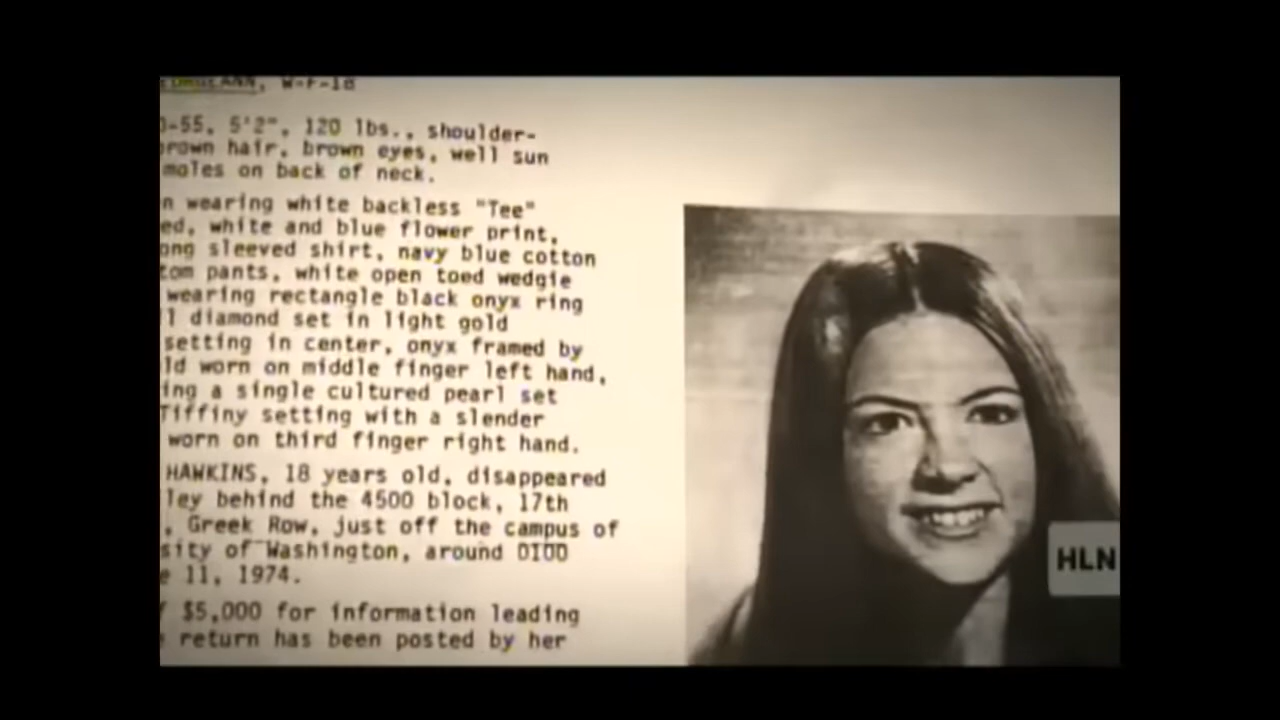 W-F-18
-55, 5'2", 120 lbs., shoulder-
rown hair, brown eyes, well sun
moles on back of neck.
n wearing white backless "Tee"
ed, white and blue flower print,
ong sleeved shirt, navy blue cotton
tom pants, white open toed wedgie
wearing rectangle black onyx ring
l diamond set in light gold
setting in center, onyx framed by
ld worn on middle finger left hand,
ing a single cultured pearl set
Tiffiny setting with a slender
worn on third finger right hand.
HAWKINS, 18 years old, disappeared
ley behind the 4500 block, 17th
, Greek Row, just off the campus of
sity of Washington, around 0100
e 11, 1974.
$5,000 for information leading
return has been posted by her
HLN